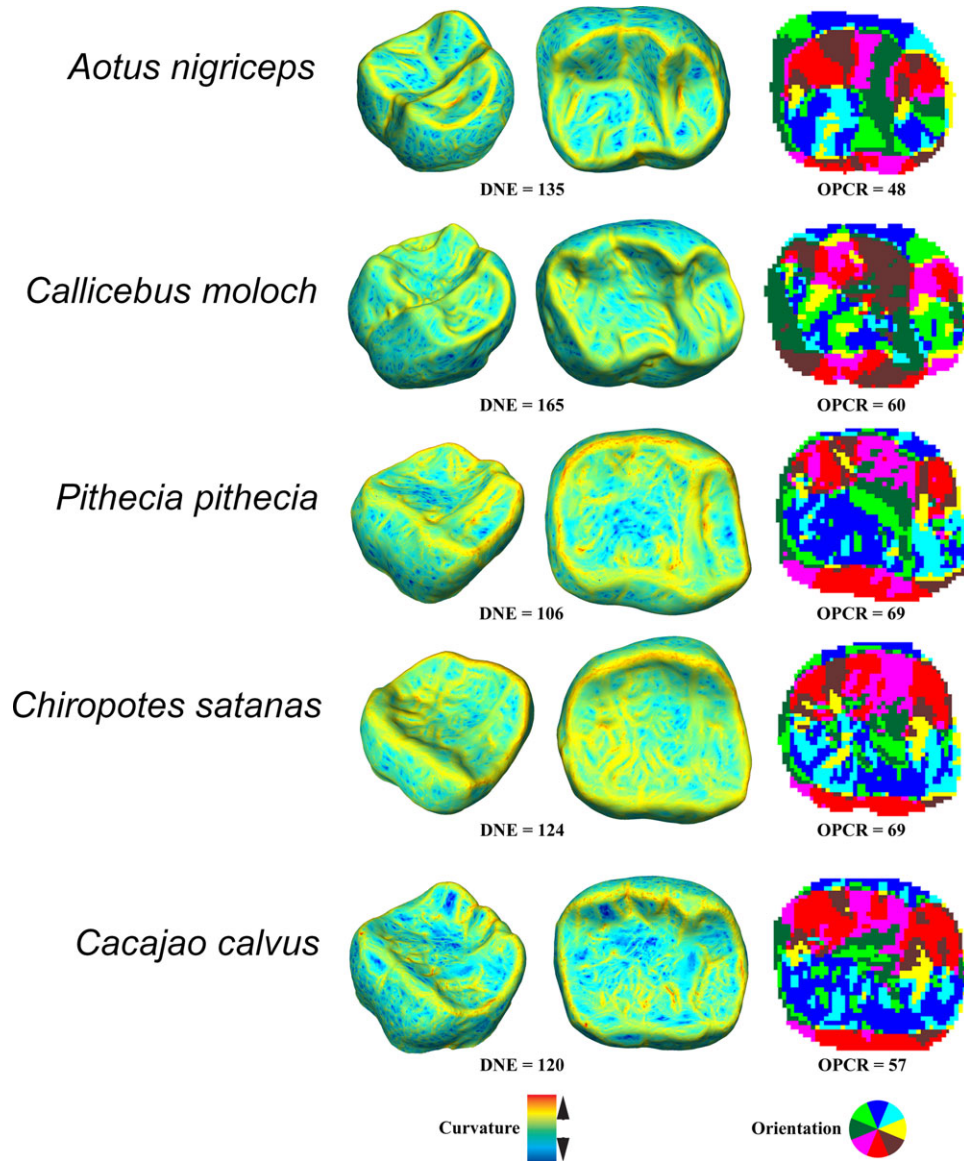 Aotus nigriceps
DNE = 135
OPCR = 48
Callicebus moloch
DNE = 165
OPCR = 60
Pithecia pithecia
DNE = 106
OPCR = 69
Chiropotes satanas
DNE = 124
OPCR = 69
Cacajao calvus
DNE = 120
OPCR = 57
Curvature
Orientation